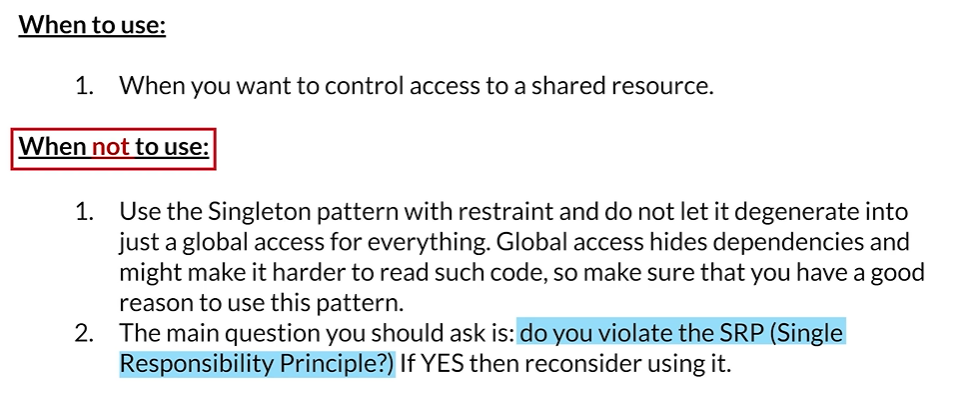 When to use:
1. When you want to control access to a shared resource.
When not to use:
1. Use the Singleton pattern with restraint and do not let it degenerate into
just a global access for everything. Global access hides dependencies and
might make it harder to read such code, so make sure that you have a good
reason to use this pattern.
2. The main question you should ask is: do you violate the SRP (Single
Responsibility Principle?) If YES then reconsider using it.